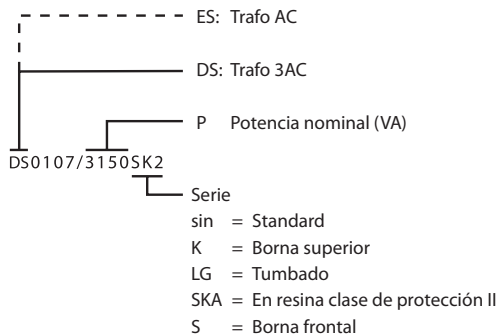 ES: Trafo AC
DS: Trafo 3AC
P Potencia nominal (VA)
DS0107/3150SK2
Serie
sin = Standard
K = Borna superior
LG = Tumbado
SKA = En resina clase de protección II
S = Borna frontal